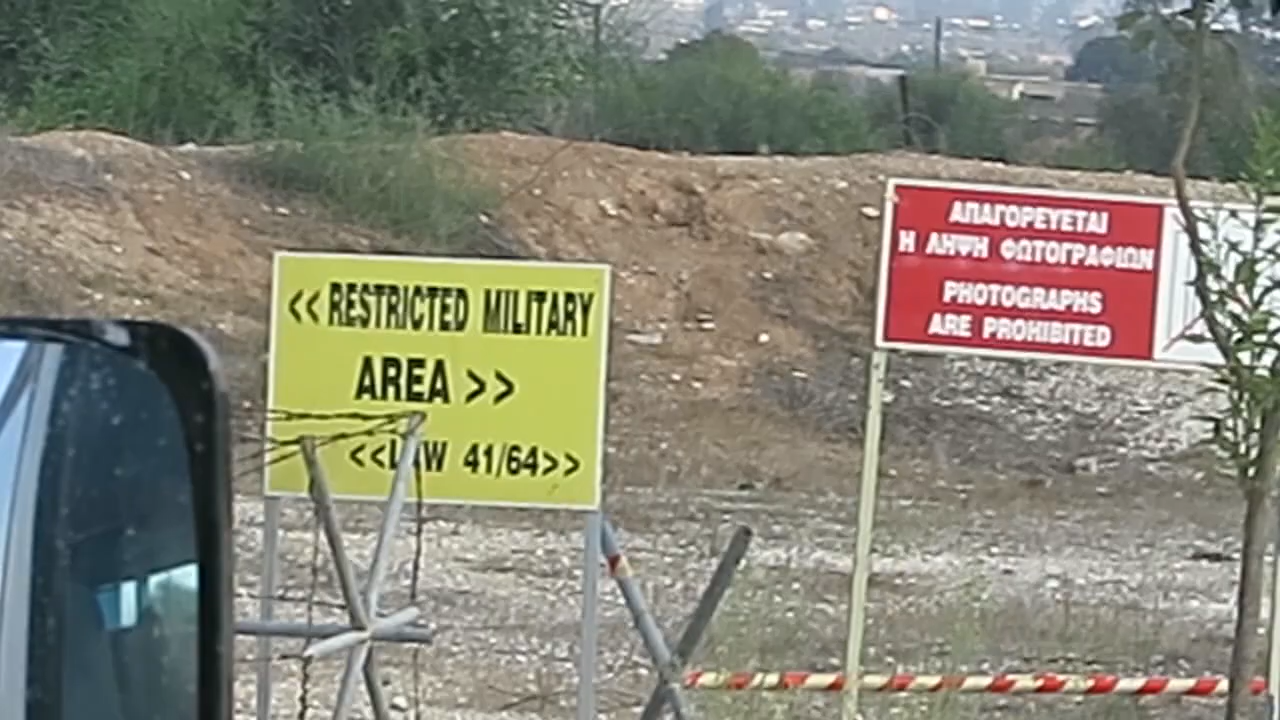 << RESTRICTED MILITARY
AREA >>
<<LAW 41/64>>
ΑΠΑΓΟΡΕΥΕΤΑΙ
Η ΛΗΨΗ ΦΩΤΟΓΡΑΦΙΩΝ
PHOTOGRAPHS
ARE PROHIBITED